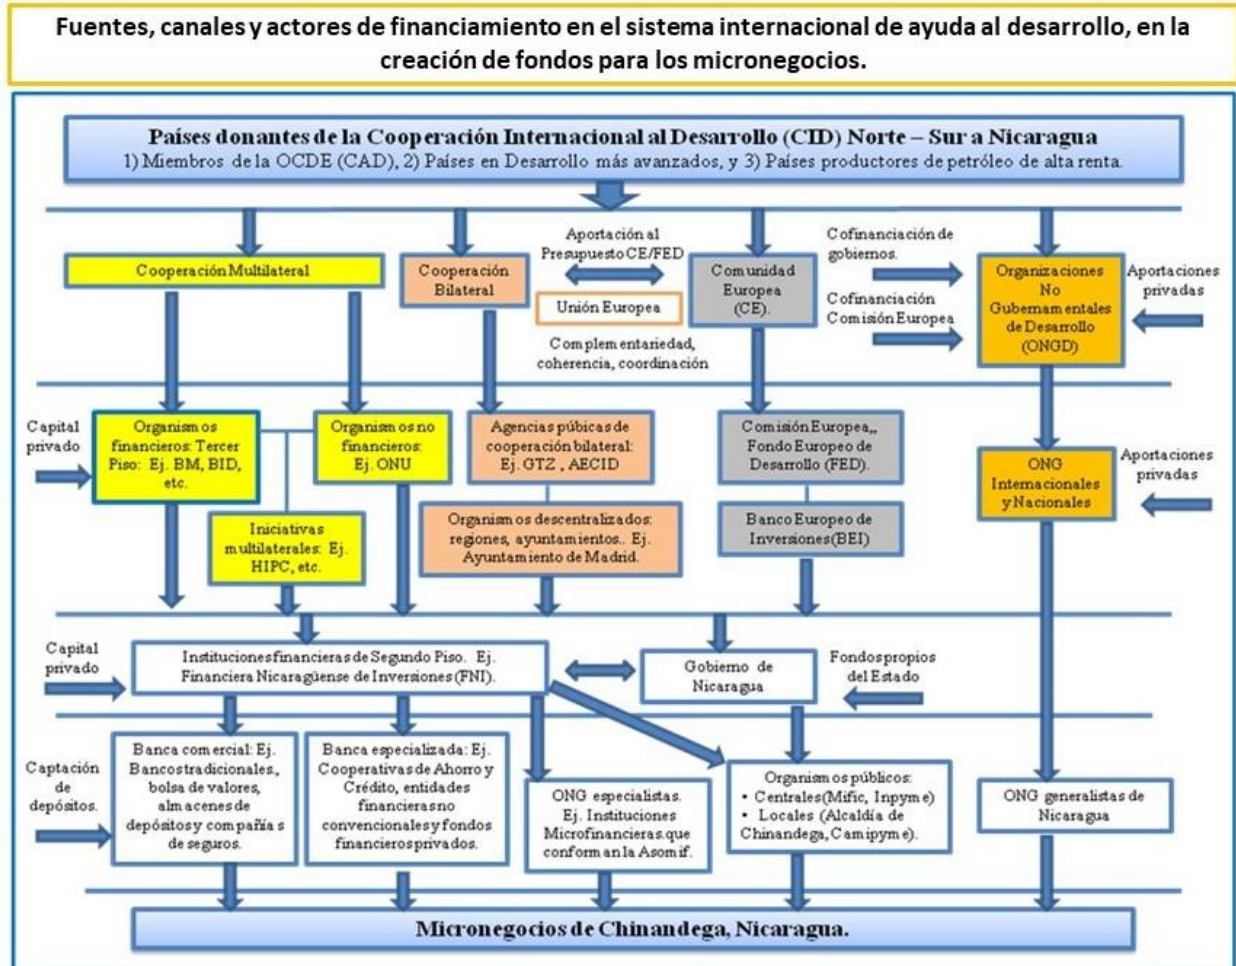 Fuentes, canales y actores de financiamiento en el sistema internacional de ayuda al desarrollo, en la
creación de fondos para los micronegocios.
Países donantes de la Cooperación Internacional al Desarrollo (CID) Norte – Sur a Nicaragua
1) Miembros de la OCDE (CAD), 2) Países en Desarrollo más avanzados, y 3) Países productores de petróleo de alta renta.
Cooperación Multilateral
Cooperación
Bilateral
Aportación al
Presupuesto CE/FED
Unión Europea
Complementariedad,
coherencia, coordinación
Comunidad
Europea
(CE).
Cofinanciación de
gobiernos.
Cofinanciación
Comisión Europea
Organizaciones
No
Gubernamentales
de Desarrollo
(ONGD)
Aportaciones
privadas
Capital
privado
Organismos
financieros: Tercer
Piso: Ej. BM, BID,
etc.
Organismos no
financieros:
Ej. ONU
Agencias púbicas de
cooperación bilateral:
Ej. GTZ , AECID
Comisión Europea,,
Fondo Europeo de
Desarrollo (FED).
ONG
Internacionales
y Nacionales
Aportaciones
privadas
Iniciativas
multilaterales: Ej.
HIPC, etc.
Organismos descentralizados:
regiones, ayuntamientos.. Ej.
Ayuntamiento de Madrid.
Banco Europeo de
Inversiones (BEI)
Capital
privado
Instituciones financieras de Segundo Piso. Ej.
Financiera Nicaragüense de Inversiones (FNI).
Gobierno de
Nicaragua
Fondos propios
del Estado
Captación
de
depósitos.
Banca comercial: Ej.
Bancos tradicionales.,
bolsa de valores,
almacenes de
depósitos y compañías
de seguros.
Banca especializada: Ej.
Cooperativas de Ahorro y
Crédito, entidades
financieras no
convencionales y fondos
financieros privados.
ONG especialistas.
Ej. Instituciones
Microfinancieras que
conforman la Asomif.
Organismos públicos:
• Centrales (Mific, Inpyme)
• Locales (Alcaldía de
Chinandega, Camipyme).
ONG generalistas de
Nicaragua
Micronegocios de Chinandega, Nicaragua.